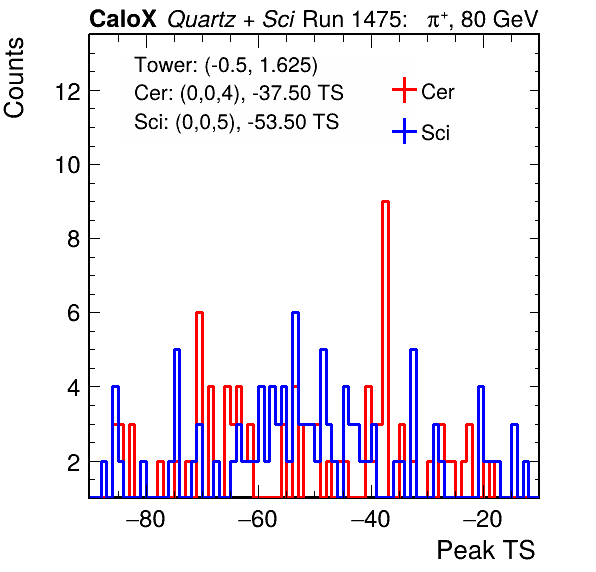 CaloX Quartz + Sci Run 1475: π+, 80 GeV
Counts
Tower: (-0.5, 1.625)
Cer: (0,0,4), -37.50 TS
Sci: (0,0,5), -53.50 TS
Cer
Sci
12
10
8
6
4
2
−80 −60 −40 −20
Peak TS